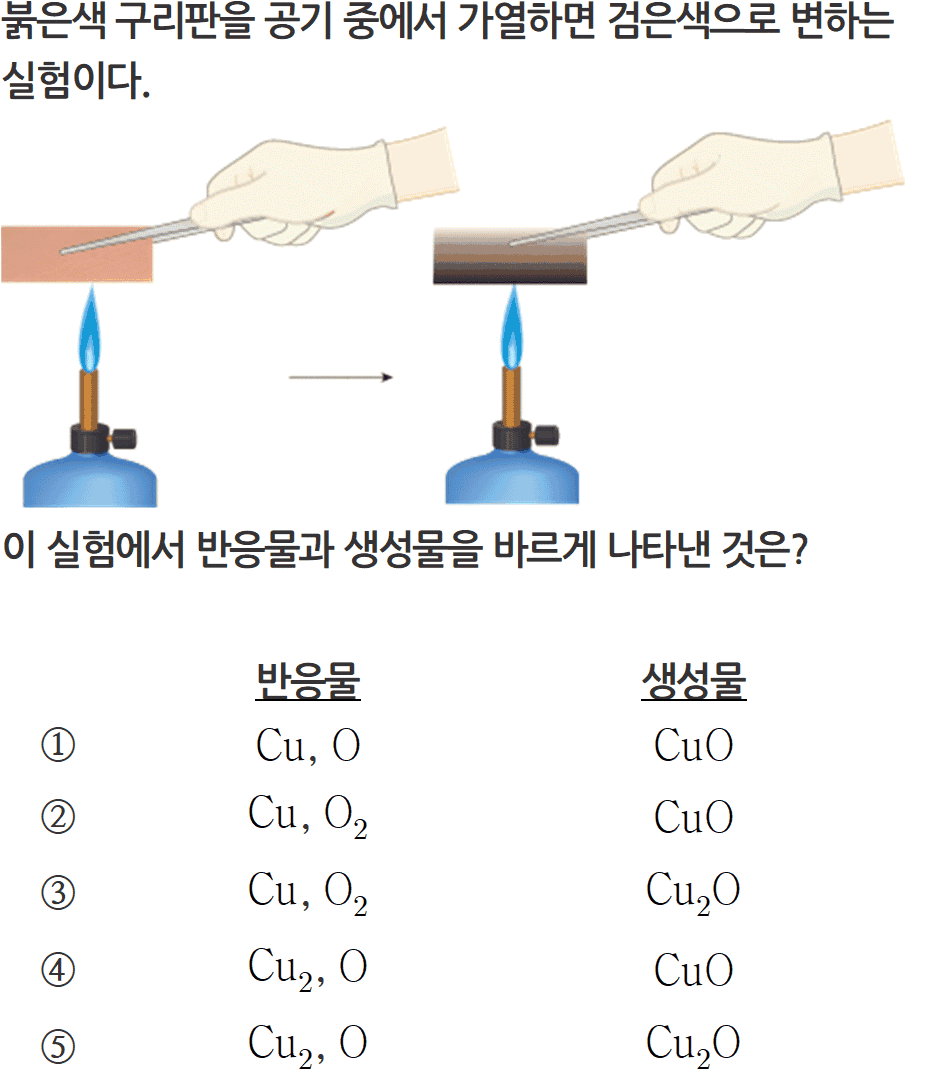 붉은색 구리판을 공기 중에서 가열하면 검은색으로 변하는
실험이다.
이 실험에서 반응물과 생성물을 바르게 나타낸 것은?
반응물 생성물
① Cu, O CuO
② Cu, O₂ CuO
③ Cu, O₂ Cu₂O
④ Cu₂, O CuO
⑤ Cu₂, O Cu₂O